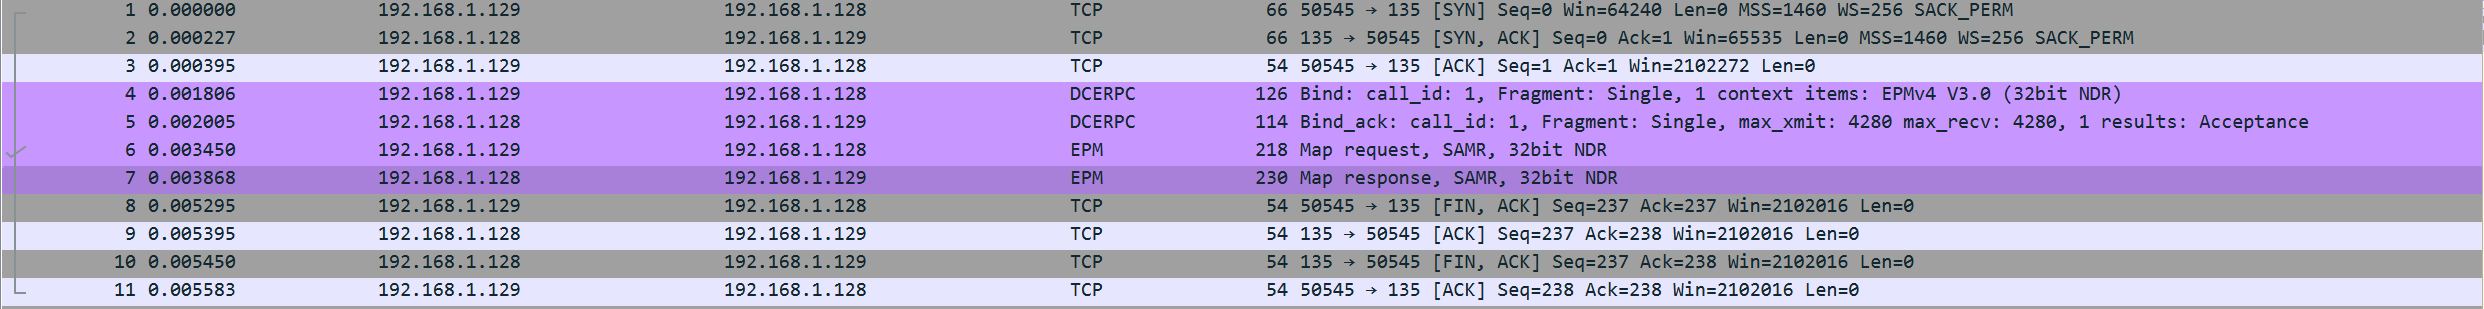 1 0.000000 192.168.1.129 192.168.1.128 TCP 66 50545 → 135 [SYN] Seq=0 Win=64240 Len=0 MSS=1460 WS=256 SACK_PERM
2 0.000227 192.168.1.128 192.168.1.129 TCP 66 135 → 50545 [SYN, ACK] Seq=0 Ack=1 Win=65535 Len=0 MSS=1460 WS=256 SACK_PERM
3 0.000395 192.168.1.129 192.168.1.128 TCP 54 50545 → 135 [ACK] Seq=1 Ack=1 Win=2102272 Len=0
4 0.001806 192.168.1.129 192.168.1.128 DCERPC 126 Bind: call_id: 1, Fragment: Single, 1 context items: EPMv4 V3.0 (32bit NDR)
5 0.002005 192.168.1.128 192.168.1.129 DCERPC 114 Bind_ack: call_id: 1, Fragment: Single, max_xmit: 4280 max_recv: 4280, 1 results: Acceptance
6 0.003450 192.168.1.129 192.168.1.128 EPM 218 Map request, SAMR, 32bit NDR
7 0.003868 192.168.1.128 192.168.1.129 EPM 230 Map response, SAMR, 32bit NDR
8 0.005295 192.168.1.129 192.168.1.128 TCP 54 50545 → 135 [FIN, ACK] Seq=237 Ack=237 Win=2102016 Len=0
9 0.005395 192.168.1.128 192.168.1.129 TCP 54 135 → 50545 [ACK] Seq=237 Ack=238 Win=2102016 Len=0
10 0.005450 192.168.1.128 192.168.1.129 TCP 54 135 → 50545 [FIN, ACK] Seq=237 Ack=238 Win=2102016 Len=0
11 0.005583 192.168.1.129 192.168.1.128 TCP 54 50545 → 135 [ACK] Seq=238 Ack=238 Win=2102016 Len=0